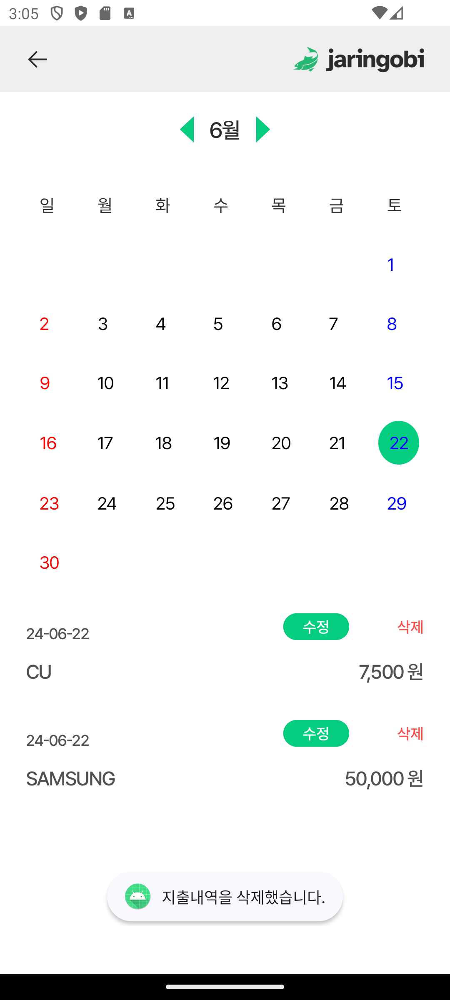 3:05
jaringobi
6월
일 월 화 수 목 금 토
1
2 3 4 5 6 7 8
9 10 11 12 13 14 15
16 17 18 19 20 21 22
23 24 25 26 27 28 29
30
24-06-22 수정 삭제
CU 7,500 원
24-06-22 수정 삭제
SAMSUNG 50,000 원
지출내역을 삭제했습니다.